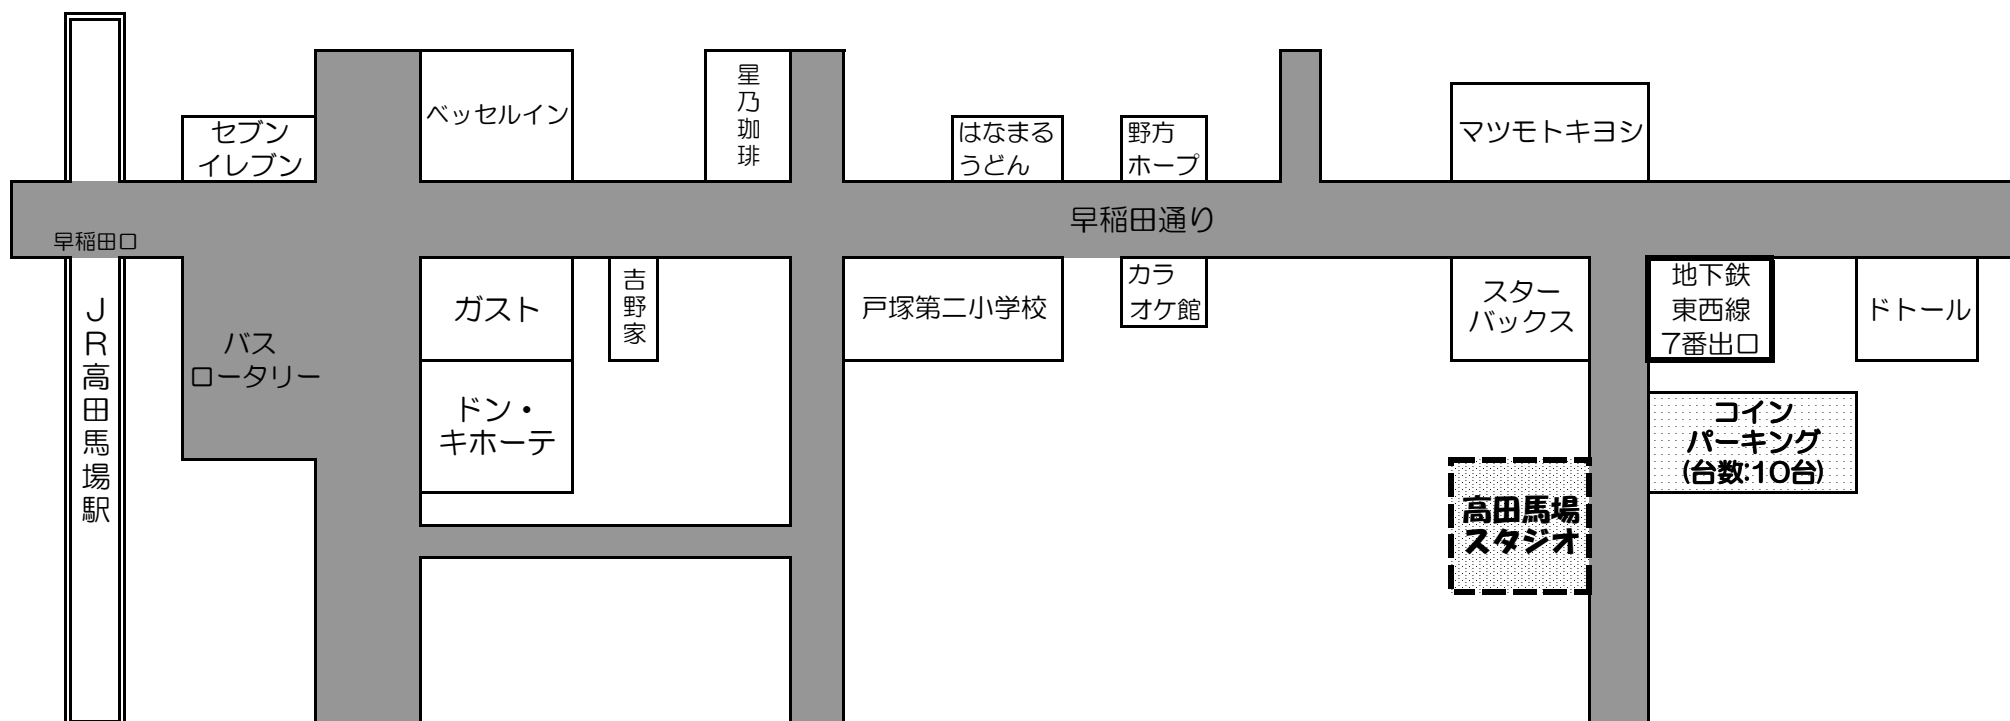 セブン
イレブン
ベッセルイン
星乃珈琲
はなまる
うどん
野方
ホープ
マツモトキヨシ
早稲田通り
早稲田口
JR高田馬場駅
バス
ロータリー
ガスト
吉野家
ドン・
キホーテ
戸塚第二小学校
カラ
オケ館
スター
バックス
地下鉄
東西線
7番出口
ドトール
コイン
パーキング
(台数:10台)
高田馬場
スタジオ